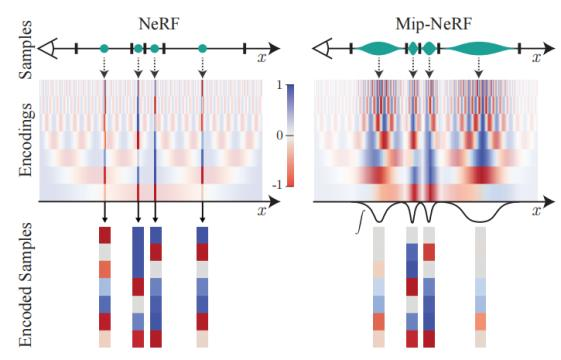 NeRF
Mip-NeRF
Samples
x
x
Encodings
1
0
-1
x
x
Encoded Samples